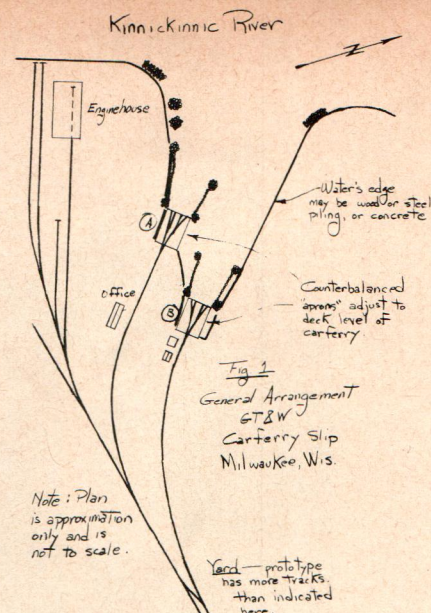 Kinnickinnic River
N
Enginehouse
Water's edge
may be wood or steel
piling, or concrete
A
Office
Counterbalanced
"aprons" adjust to
deck level of
carferry
B
Fig 1
General Arrangement
GT&W
Carferry Slip
Milwaukee, Wis.
Note: Plan
is approximation
only and is
not to scale.
Yard — prototype
has more tracks
than indicated
here